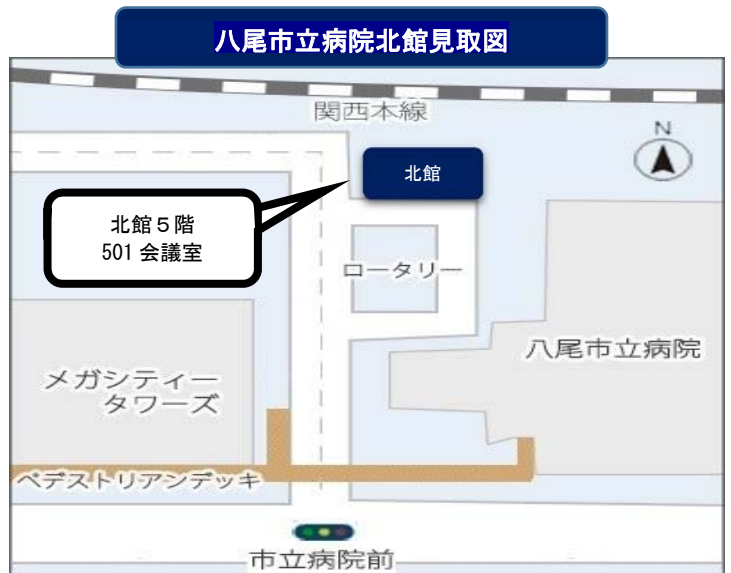 八尾市立病院北館見取図
関西本線
N
北館
北館５階
501 会議室
ロータリー
八尾市立病院
メガシティー
タワーズ
ペデストリアンデッキ
市立病院前